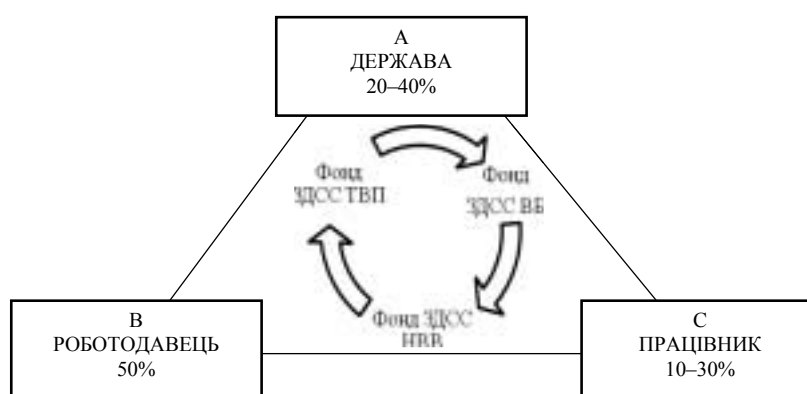 А
ДЕРЖАВА
20–40%
Фонд
ЗДСС ТВП
Фонд
ЗДСС ВБ
Фонд ЗДСС
НВВ
В
РОБОТОДАВЕЦЬ
50%
С
ПРАЦІВНИК
10–30%